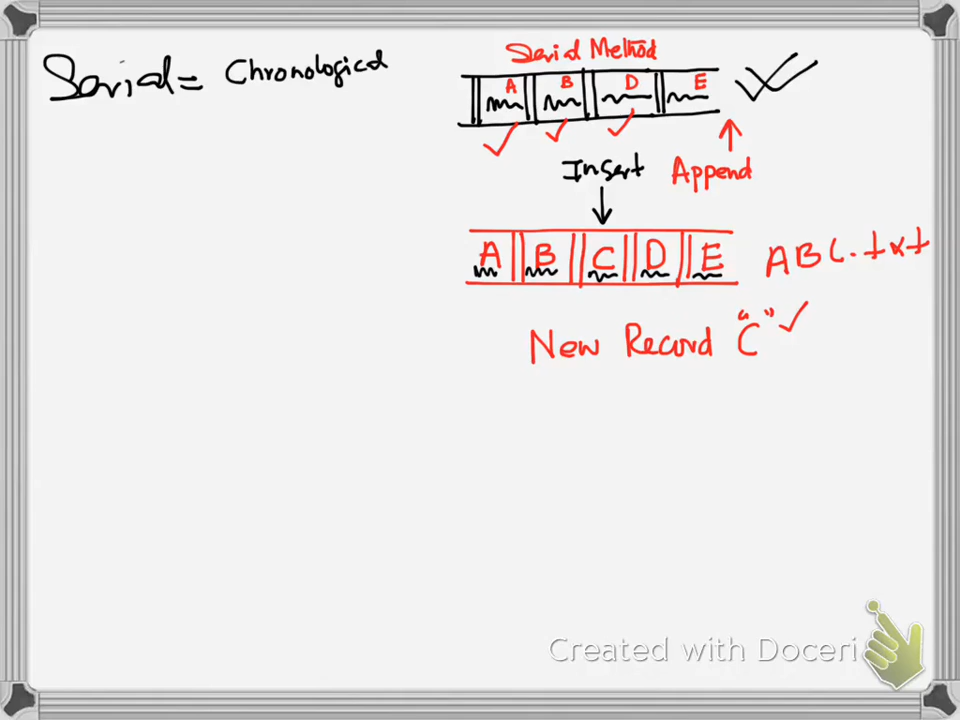 Serial = Chronological
Serial Method
A B D E
Insert
Append
A B C D E
ABC.txt
New Record "C"
Created with Doceri